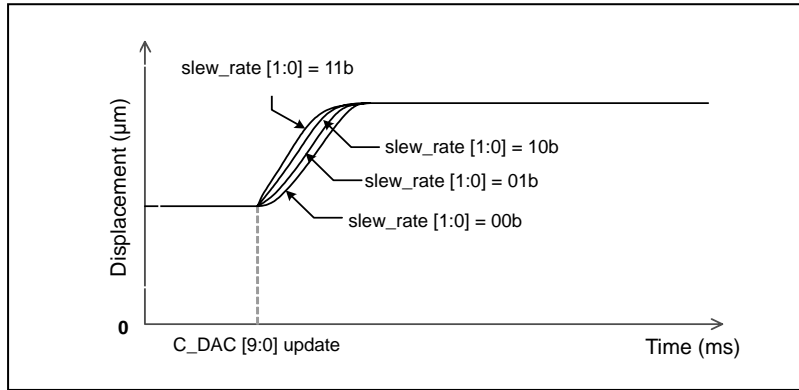 Displacement (µm)
slew_rate [1:0] = 11b
slew_rate [1:0] = 10b
slew_rate [1:0] = 01b
slew_rate [1:0] = 00b
0
C_DAC [9:0] update
Time (ms)